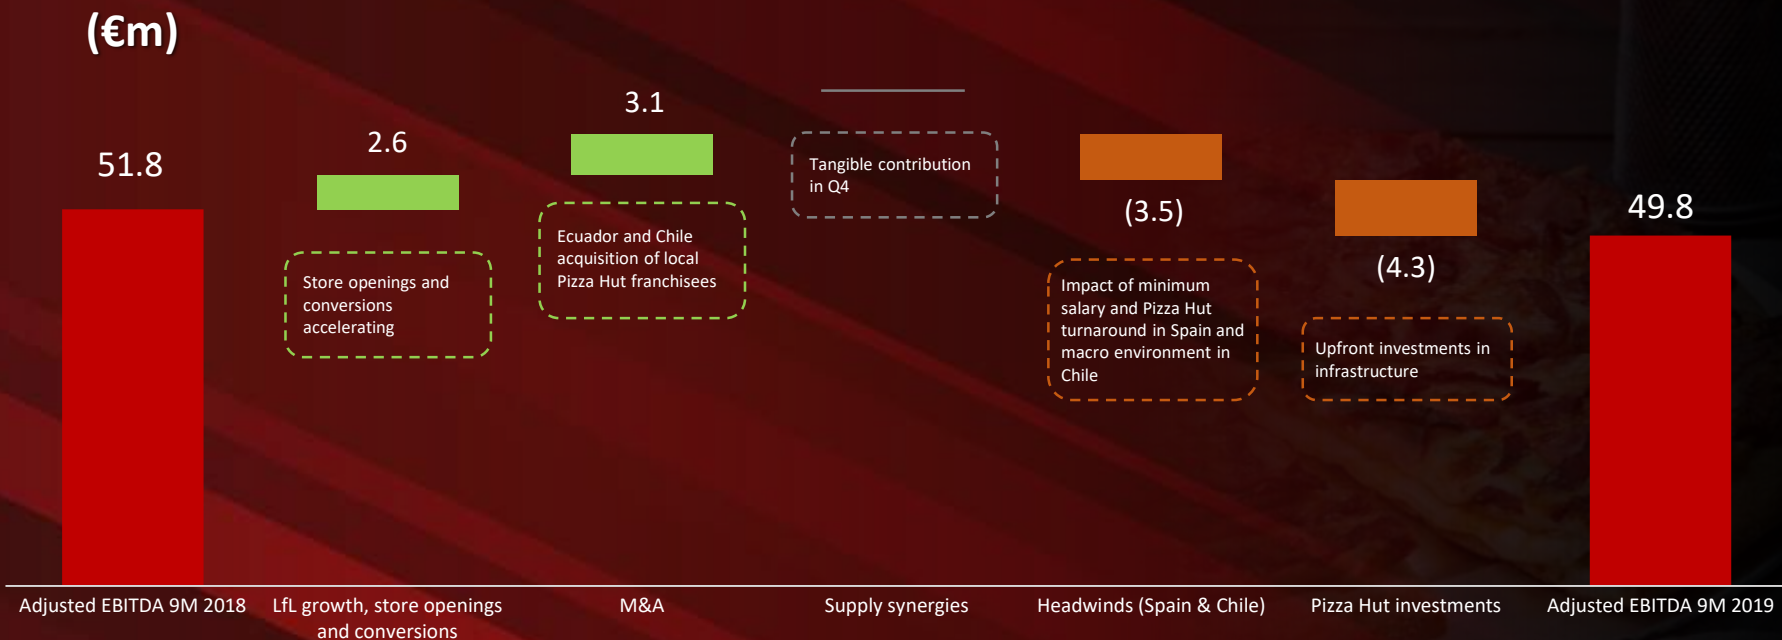 (€m)
51.8
2.6
3.1
(3.5)
(4.3)
49.8
Store openings and
conversions
accelerating
Ecuador and Chile
acquisition of local
Pizza Hut franchisees
Tangible contribution
in Q4
Impact of minimum
salary and Pizza Hut
turnaround in Spain and
macro environment in
Chile
Upfront investments in
infrastructure
Adjusted EBITDA 9M 2018
LfL growth, store openings
and conversions
M&A
Supply synergies
Headwinds (Spain & Chile)
Pizza Hut investments
Adjusted EBITDA 9M 2019